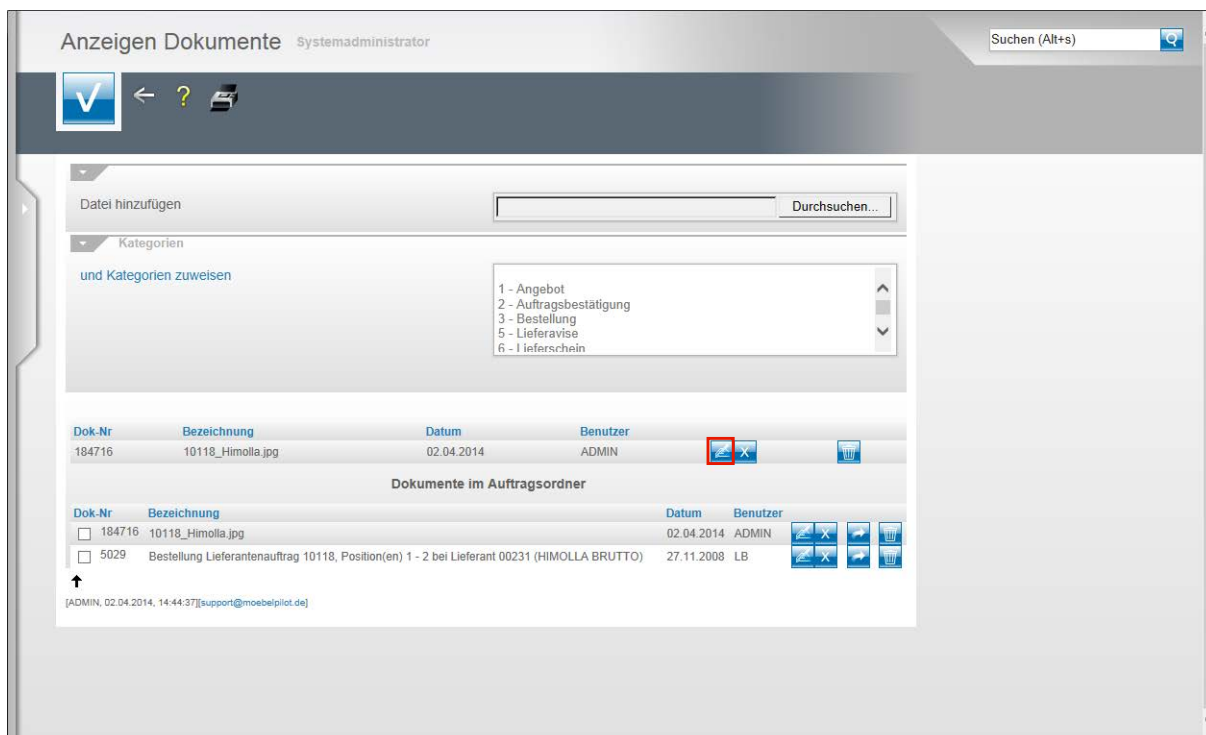 Anzeigen Dokumente Systemadministrator
Suchen (Alt+s)
Datei hinzufügen
Durchsuchen...
Kategorien
und Kategorien zuweisen
1 - Angebot
2 - Auftragsbestätigung
3 - Bestellung
5 - Lieferavise
6 - Lieferschein
Dok-Nr Bezeichnung Datum Benutzer
184716 10118_Himolla.jpg 02.04.2014 ADMIN
Dokumente im Auftragsordner
Dok-Nr Bezeichnung Datum Benutzer
184716 10118_Himolla.jpg 02.04.2014 ADMIN
5029 Bestellung Lieferantenauftrag 10118, Position(en) 1 - 2 bei Lieferant 00231 (HIMOLLA BRUTTO) 27.11.2008 LB
[ADMIN, 02.04.2014, 14:44:37][support@moebelpilot.de]